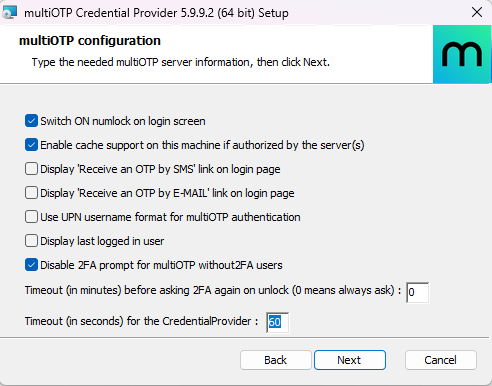 multiOTP Credential Provider 5.9.9.2 (64 bit) Setup
multiOTP configuration
Type the needed multiOTP server information, then click Next.
m
Switch ON numlock on login screen
Enable cache support on this machine if authorized by the server(s)
Display 'Receive an OTP by SMS' link on login page
Display 'Receive an OTP by E-MAIL' link on login page
Use UPN username format for multiOTP authentication
Display last logged in user
Disable 2FA prompt for multiOTP without2FA users
Timeout (in minutes) before asking 2FA again on unlock (0 means always ask) : 0
Timeout (in seconds) for the CredentialProvider : 60
Back Next Cancel